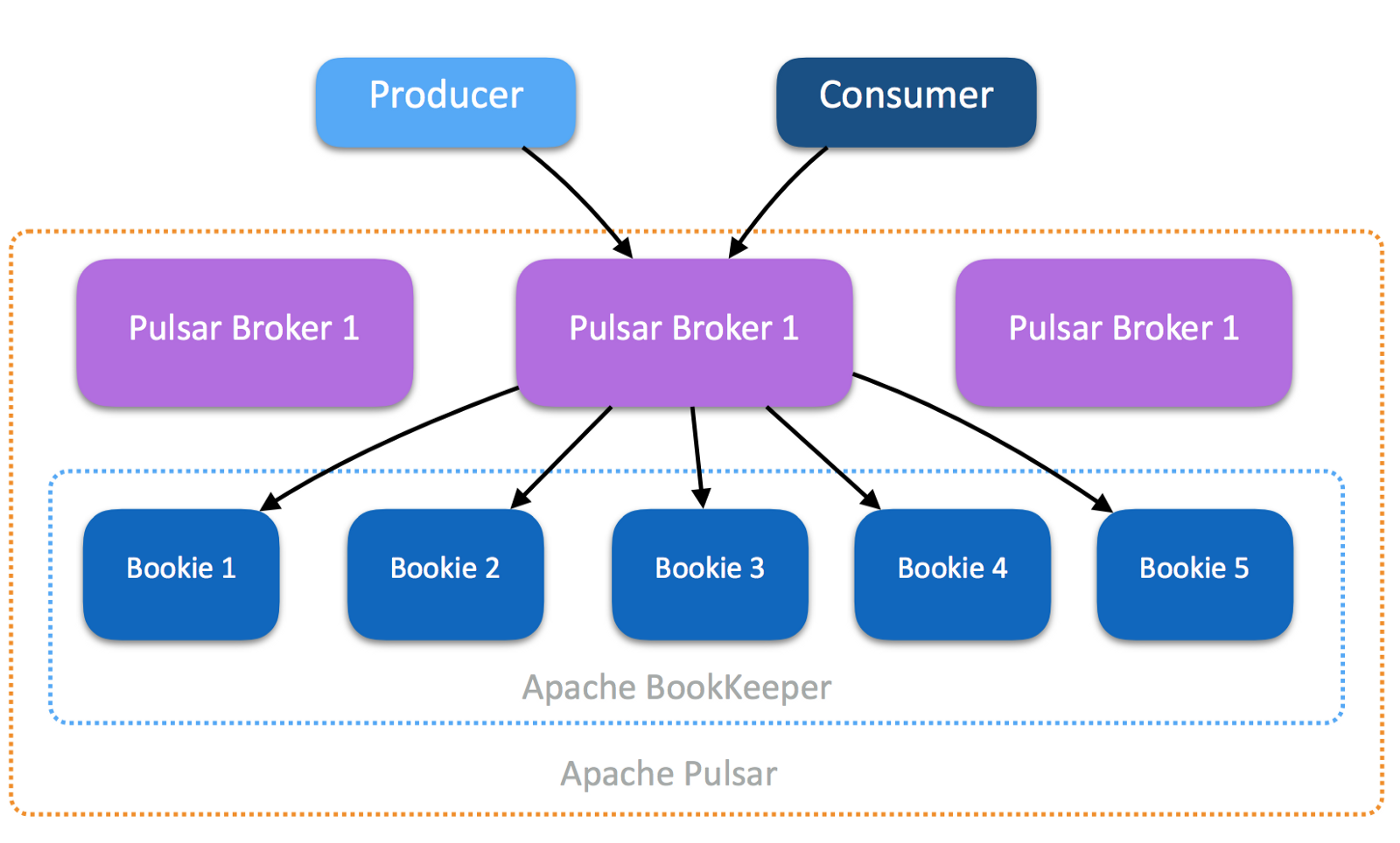 Producer
Consumer
Pulsar Broker 1
Pulsar Broker 1
Pulsar Broker 1
Bookie 1
Bookie 2
Bookie 3
Bookie 4
Bookie 5
Apache BookKeeper
Apache Pulsar